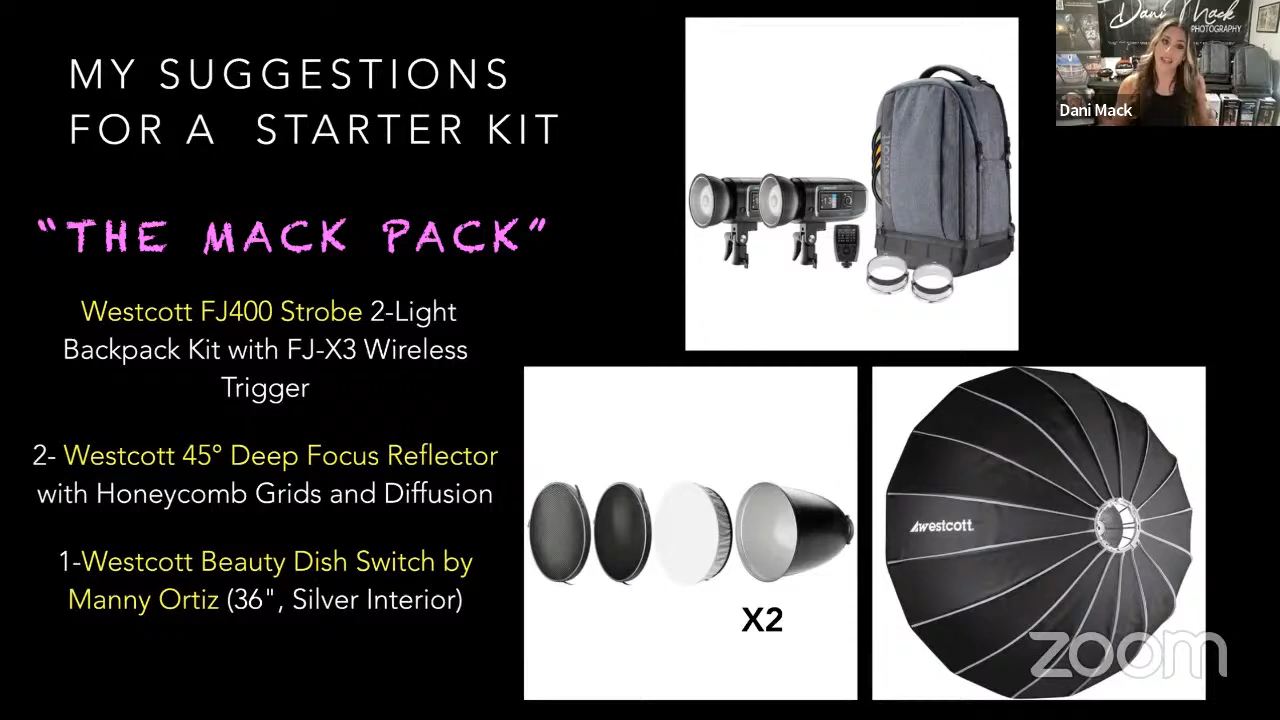 MY SUGGESTIONS
FOR A STARTER KIT
"THE MACK PACK"
Westcott FJ400 Strobe 2-Light
Backpack Kit with FJ-X3 Wireless
Trigger
2- Westcott 45° Deep Focus Reflector
with Honeycomb Grids and Diffusion
1-Westcott Beauty Dish Switch by
Manny Ortiz (36", Silver Interior)
westcott
X2
westcott.
zoom
Dani Mack
PHOTOGRAPHY
Dani Mack